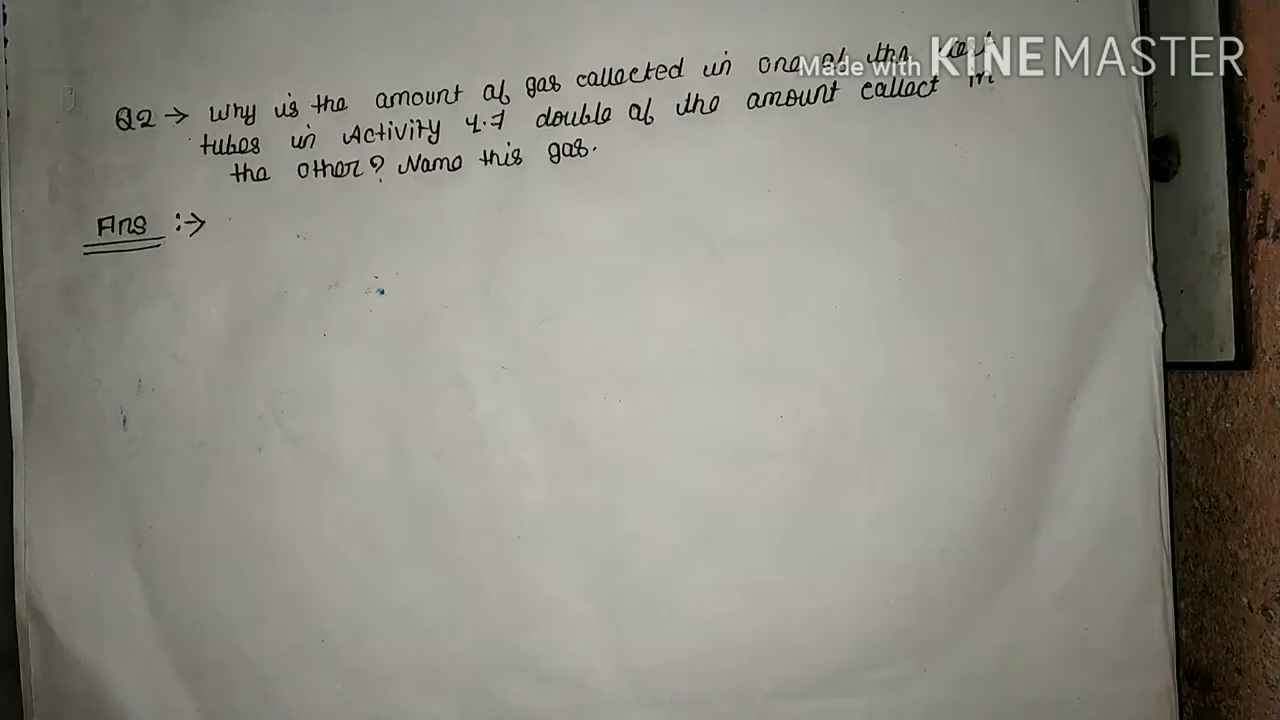 Q2 → Why is the amount of gas collected in one of the
tubes in Activity 4.7 double of the amount collect in
the other? Name this gas.
Ans :→
Made with KINEMASTER